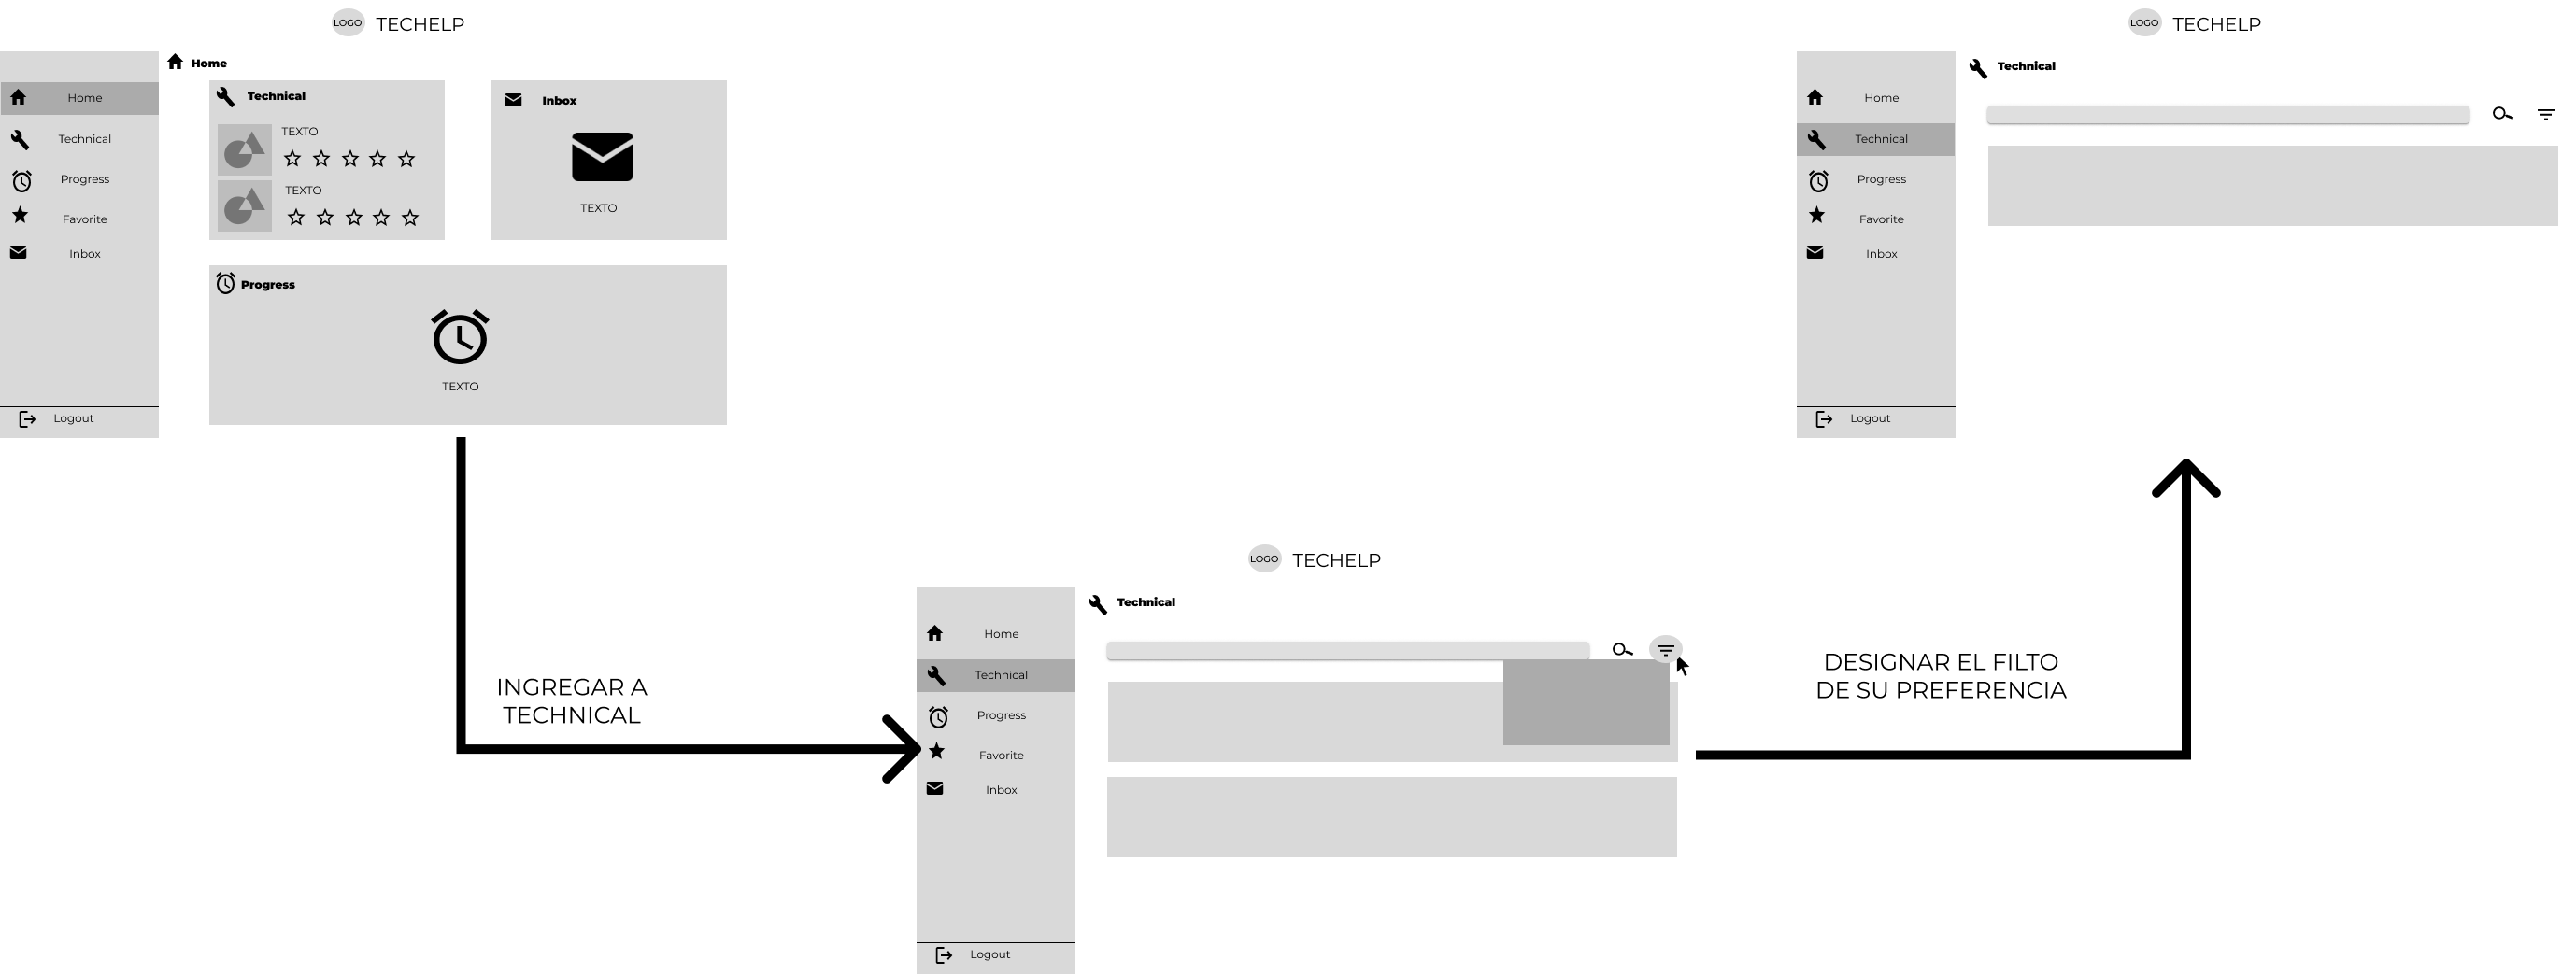 LOGO TECHELP
Home
Home
Technical
Progress
Favorite
Inbox
Logout
Technical
TEXTO
TEXTO
Inbox
TEXTO
Progress
TEXTO
INGREGAR A
TECHNICAL
LOGO TECHELP
Technical
Home
Technical
Progress
Favorite
Inbox
Logout
DESIGNAR EL FILTO
DE SU PREFERENCIA
LOGO TECHELP
Technical
Home
Technical
Progress
Favorite
Inbox
Logout